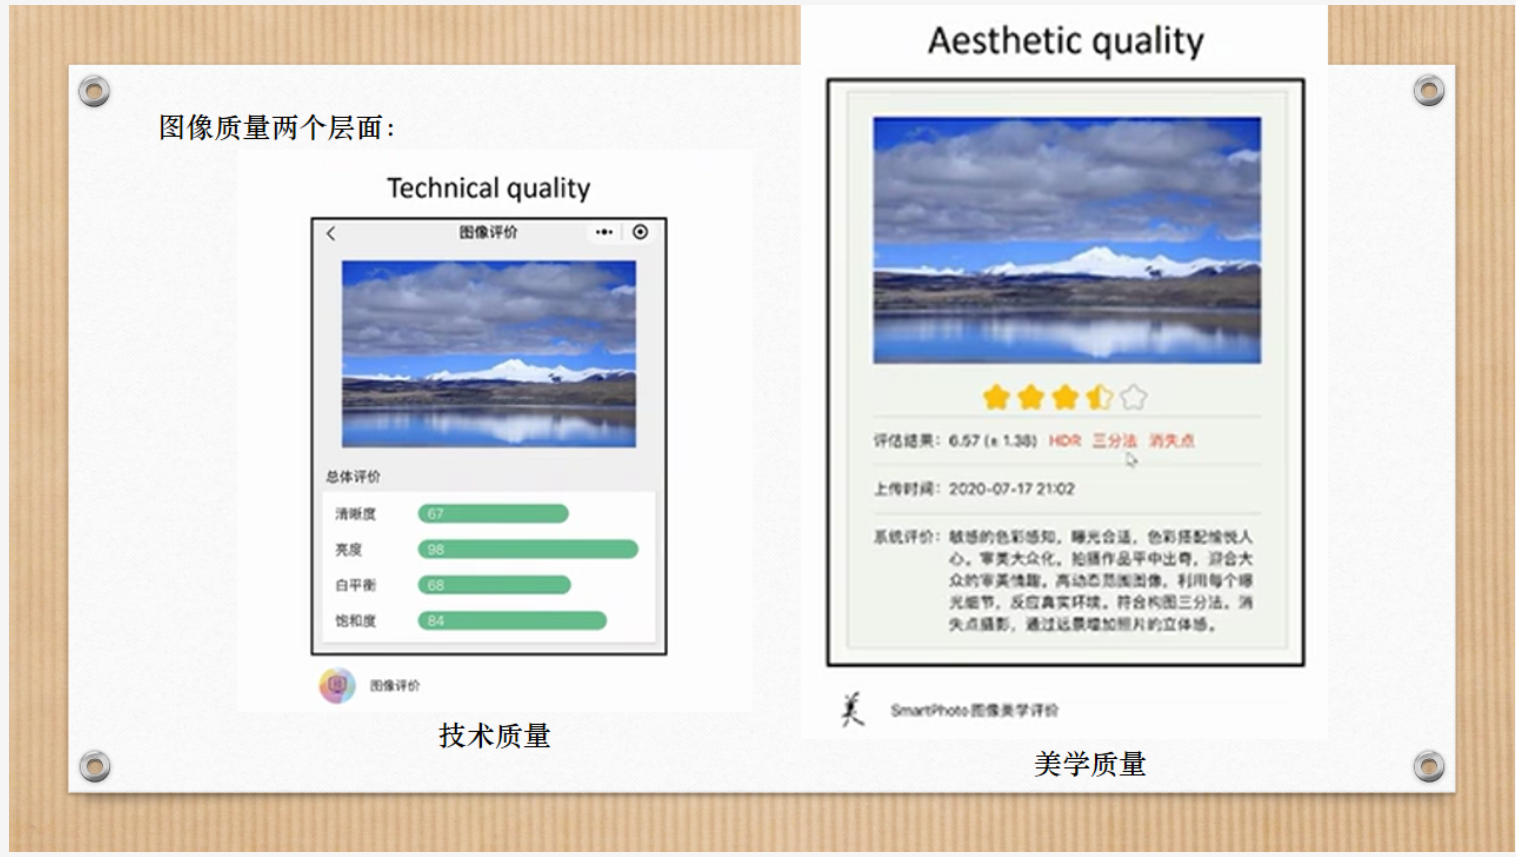 图像质量两个层面：
Technical quality
图像评价
总体评价
清晰度 67
亮度 98
白平衡 68
饱和度 84
图像评价
技术质量
Aesthetic quality
评估结果：6.57 (± 1.38) HDR 三分法 消失点
上传时间：2020-07-17 21:02
系统评价：敏感的色彩感知，曝光合适，色彩搭配愉悦人
心。审美大众化，拍摄作品平中出奇，迎合大
众的审美情趣。高动态范围图像，利用每个曝
光细节，反应真实环境。符合构图三分法。消
失点摄影，通过远景增加照片的立体感。
美 SmartPhoto图像美学评价
美学质量